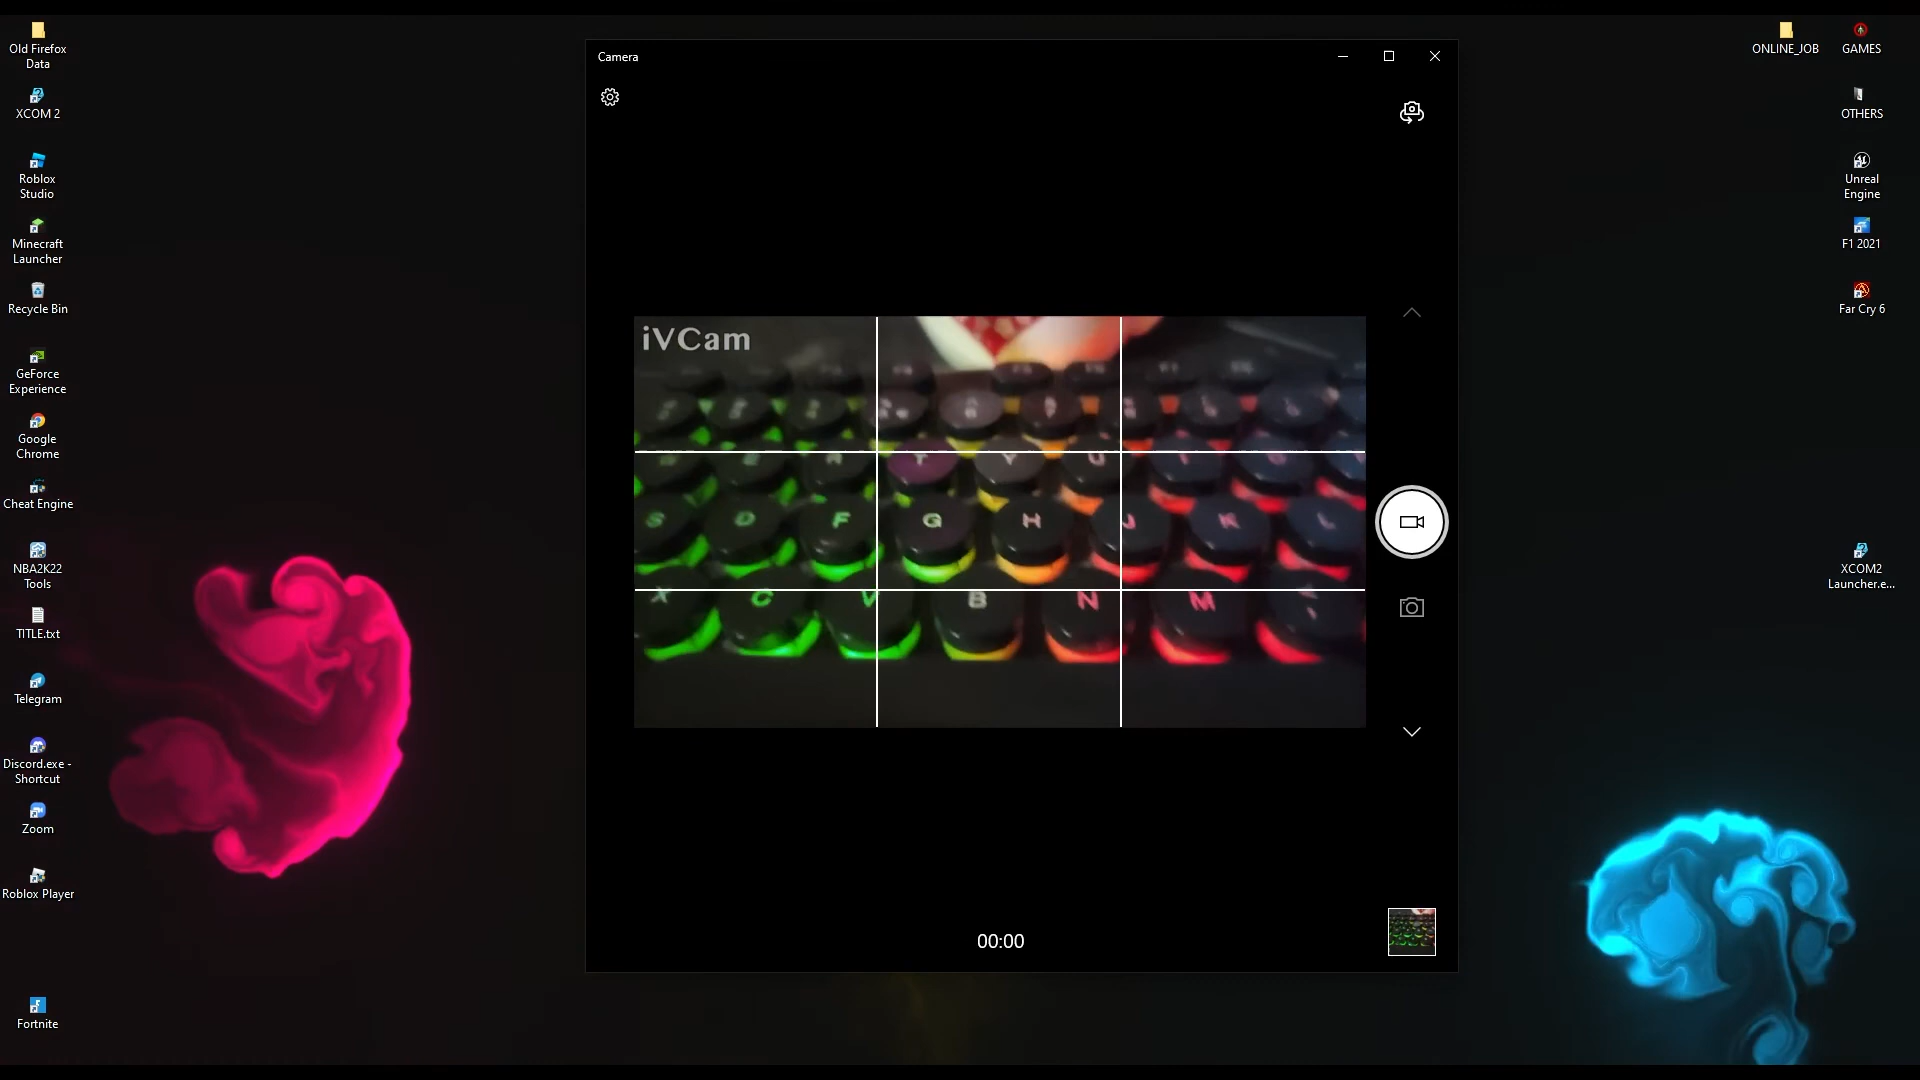 Old Firefox
Data
XCOM 2
Roblox
Studio
Minecraft
Launcher
Recycle Bin
GeForce
Experience
Google
Chrome
Cheat Engine
NBA2K22
Tools
TITLE.txt
Telegram
Discord.exe -
Shortcut
Zoom
Roblox Player
Fortnite
Camera
iVCam
T Y U
S D F G H J K L
X C V B N M
00:00
ONLINE_JOB
GAMES
OTHERS
Unreal
Engine
F1 2021
Far Cry 6
XCOM2
Launcher.e...